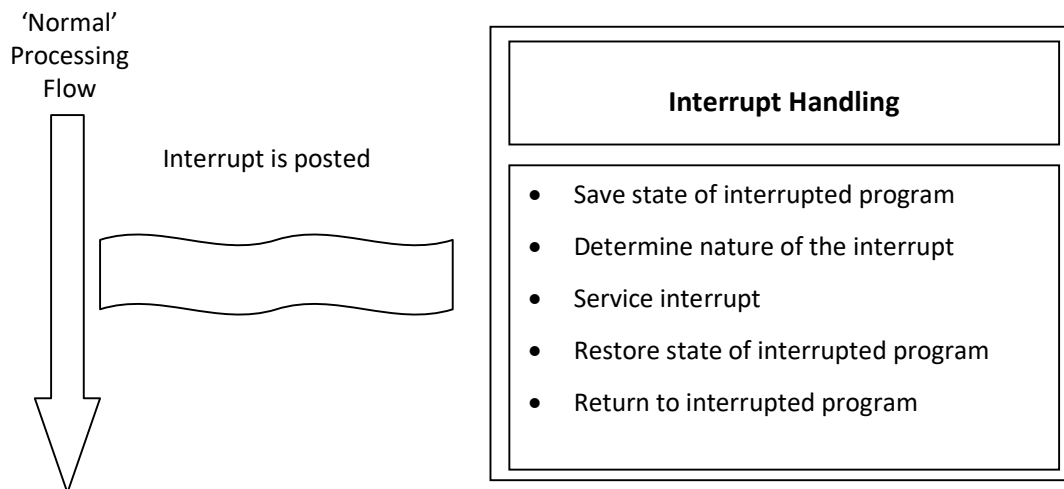 ‘Normal’
Processing
Flow
Interrupt is posted
Interrupt Handling
• Save state of interrupted program
• Determine nature of the interrupt
• Service interrupt
• Restore state of interrupted program
• Return to interrupted program